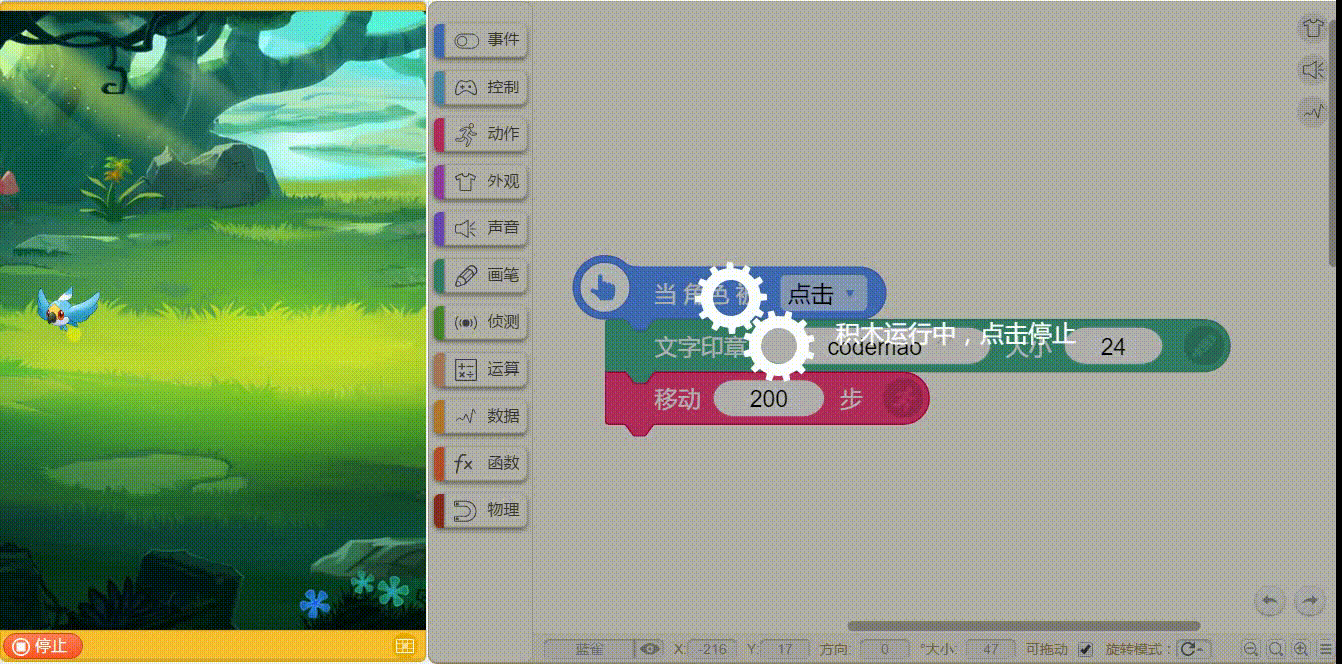 事件
控制
动作
外观
声音
画笔
侦测
运算
数据
函数
物理
当角色被 点击
文字印章 codemao 大小 24
积木运行中，点击停止
移动 200 步
停止
蓝雀 X: -216 Y: 17 方向: 0 °大小: 47 可拖动 旋转模式: